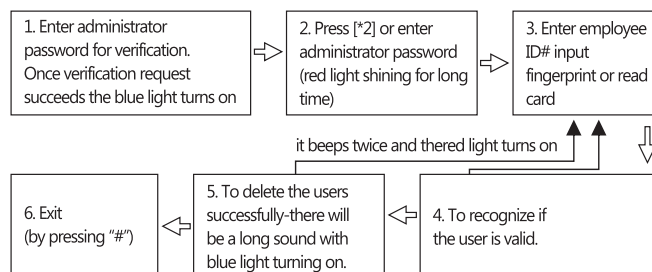 1. Enter administrator
password for verification.
Once verification request
succeeds the blue light turns on
2. Press [*2] or enter
administrator password
(red light shining for long
time)
3. Enter employee
ID# input
fingerprint or read
card
it beeps twice and thered light turns on
4. To recognize if
the user is valid.
5. To delete the users
successfully-there will
be a long sound with
blue light turning on.
6. Exit
(by pressing “#”)